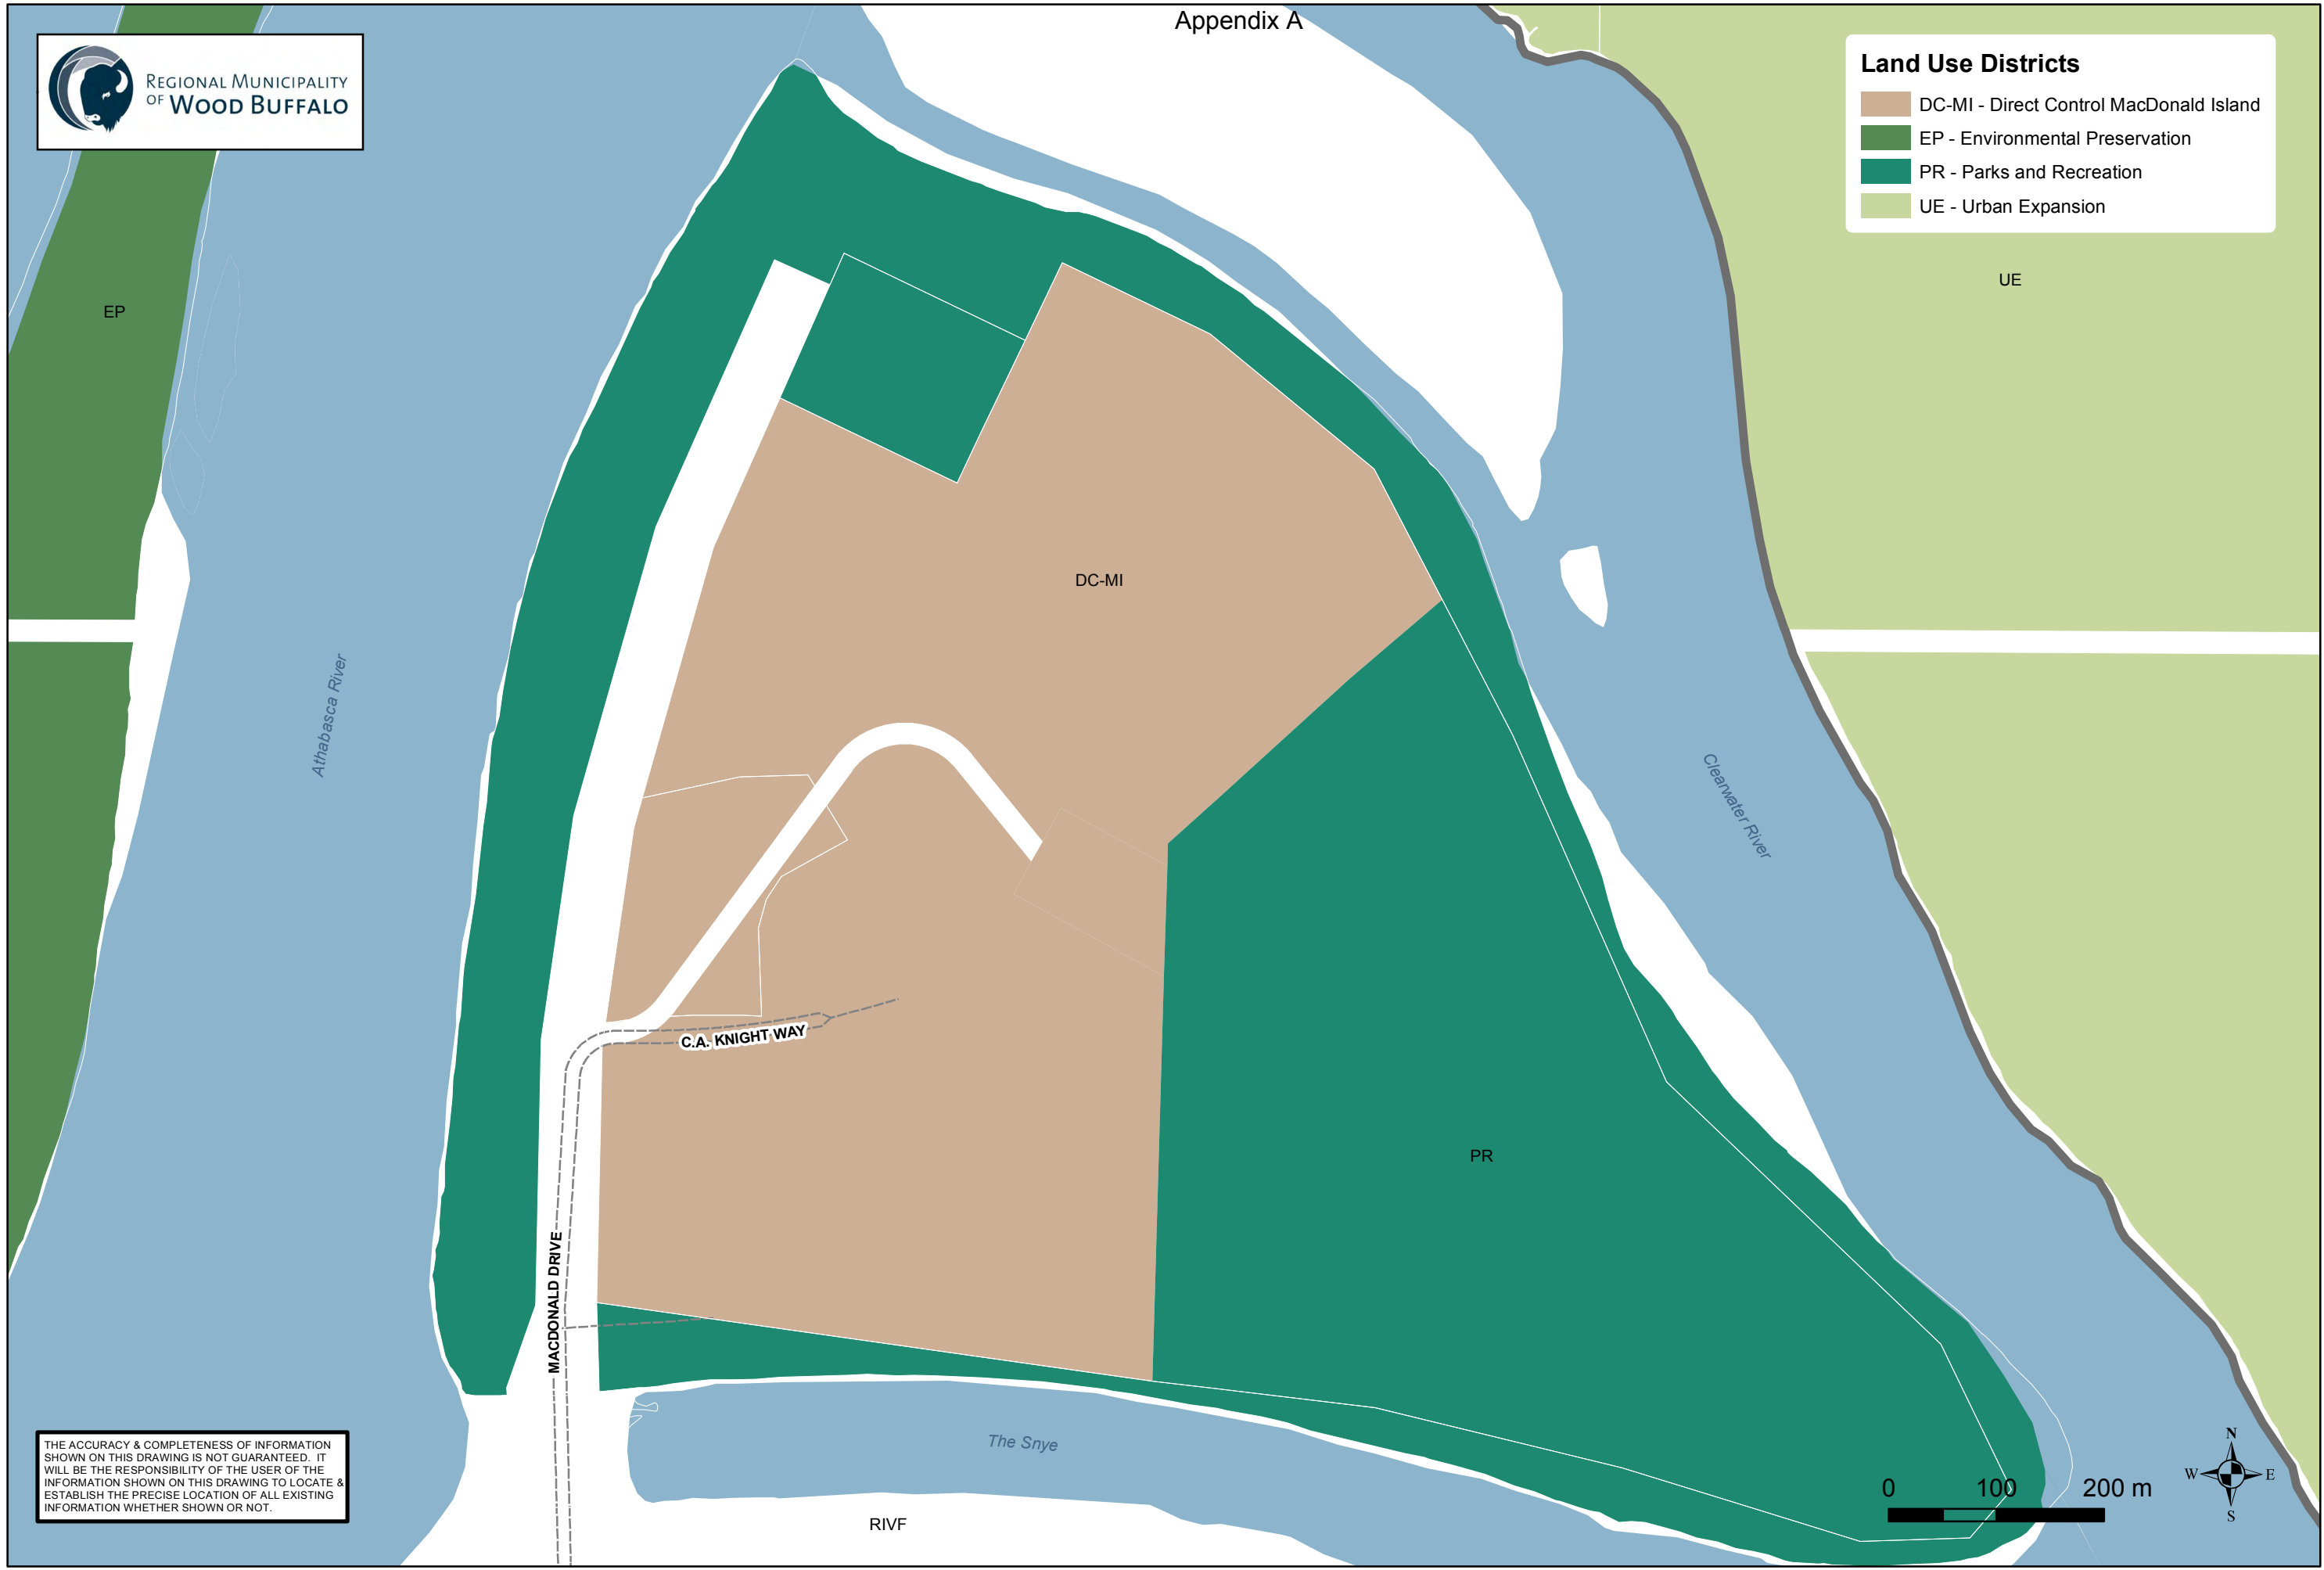 Appendix A
REGIONAL MUNICIPALITY
OF WOOD BUFFALO
Land Use Districts
DC-MI - Direct Control MacDonald Island
EP - Environmental Preservation
PR - Parks and Recreation
UE - Urban Expansion
UE
EP
DC-MI
Athabasca River
Clearwater River
C.A. KNIGHT WAY
PR
MACDONALD DRIVE
The Snye
RIVF
THE ACCURACY & COMPLETENESS OF INFORMATION
SHOWN ON THIS DRAWING IS NOT GUARANTEED. IT
WILL BE THE RESPONSIBILITY OF THE USER OF THE
INFORMATION SHOWN ON THIS DRAWING TO LOCATE &
ESTABLISH THE PRECISE LOCATION OF ALL EXISTING
INFORMATION WHETHER SHOWN OR NOT.
0 100 200 m
N
W E
S